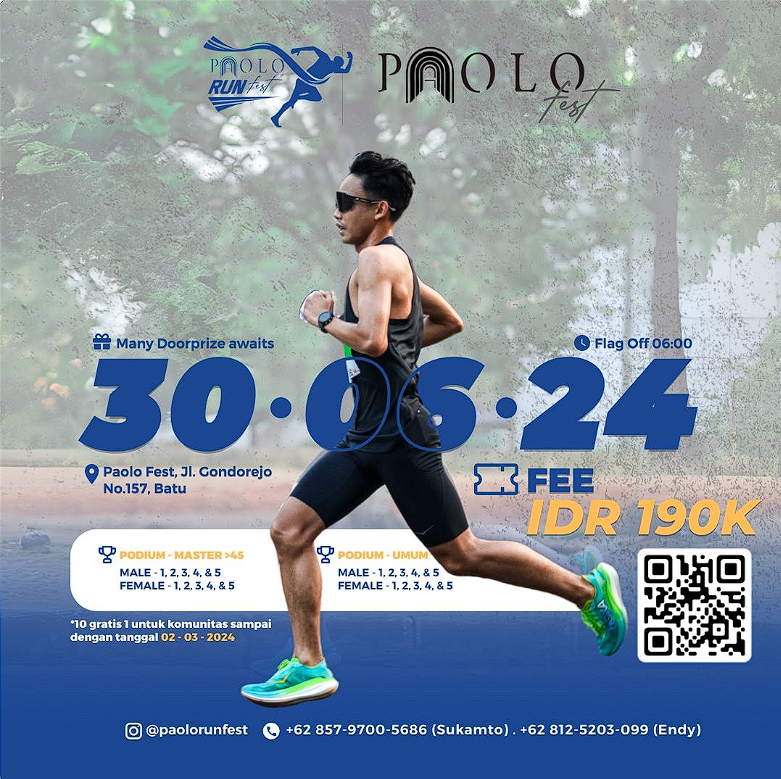 PAOLO
RUN fest
PAOLO
fest
Many Doorprize awaits
Flag Off 06:00
30·06·24
Paolo Fest, Jl. Gondorejo
No.157, Batu
FEE
IDR 190K
PODIUM - MASTER >45
MALE - 1, 2, 3, 4, & 5
FEMALE - 1, 2, 3, 4, & 5
PODIUM - UMUM
MALE - 1, 2, 3, 4, & 5
FEMALE - 1, 2, 3, 4, & 5
*10 gratis 1 untuk komunitas sampai
dengan tanggal 02 - 03 - 2024
@paolorunfest
+62 857-9700-5686 (Sukamto) . +62 812-5203-099 (Endy)